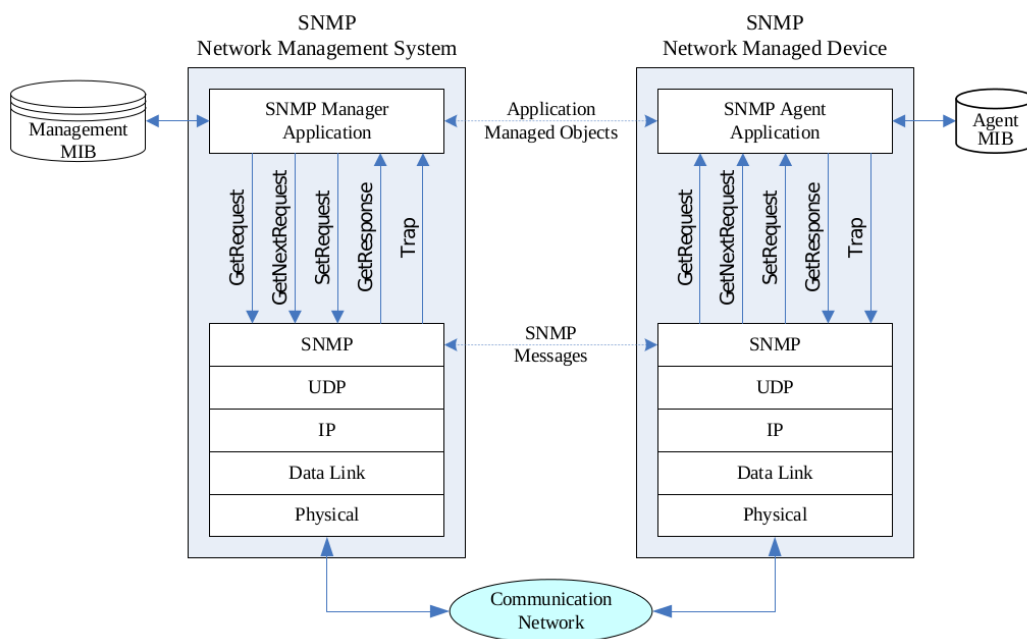 SNMP
Network Management System
SNMP
Network Managed Device
Management
MIB
SNMP Manager
Application
Application
Managed Objects
SNMP Agent
Application
Agent
MIB
GetRequest
GetNextRequest
SetRequest
GetResponse
Trap
GetRequest
GetNextRequest
SetRequest
GetResponse
Trap
SNMP
UDP
IP
Data Link
Physical
SNMP
Messages
SNMP
UDP
IP
Data Link
Physical
Communication
Network